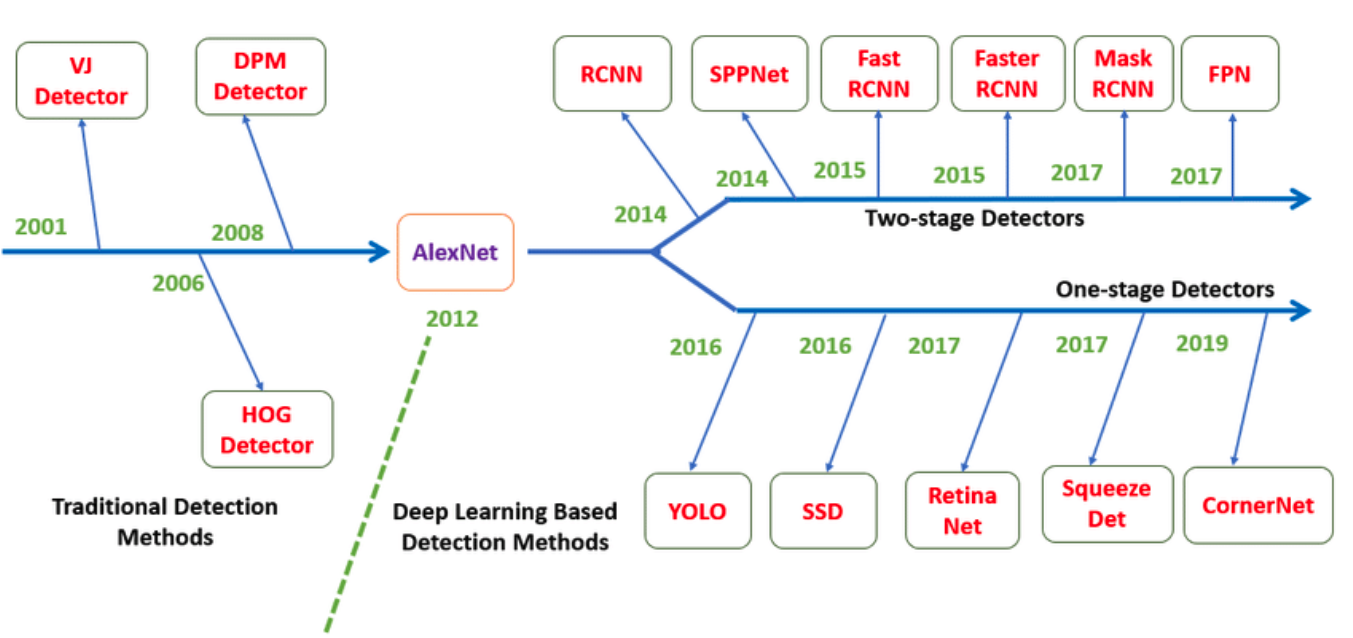 VJ
Detector
DPM
Detector
2001
2008
2006
HOG
Detector
Traditional Detection
Methods
AlexNet
2012
Deep Learning Based
Detection Methods
RCNN
SPPNet
Fast
RCNN
Faster
RCNN
Mask
RCNN
FPN
2014
2014
2015
2015
2017
2017
Two-stage Detectors
One-stage Detectors
2016
2016
2017
2017
2019
YOLO
SSD
Retina
Net
Squeeze
Det
CornerNet